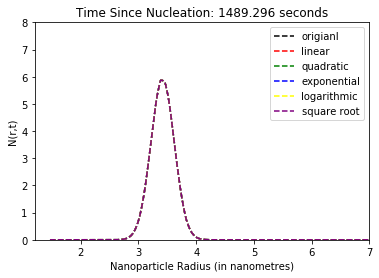 Time Since Nucleation: 1489.296 seconds
8
7
6
5
4
3
2
1
0
N(r,t)
origianl
linear
quadratic
exponential
logarithmic
square root
2 3 4 5 6 7
Nanoparticle Radius (in nanometres)